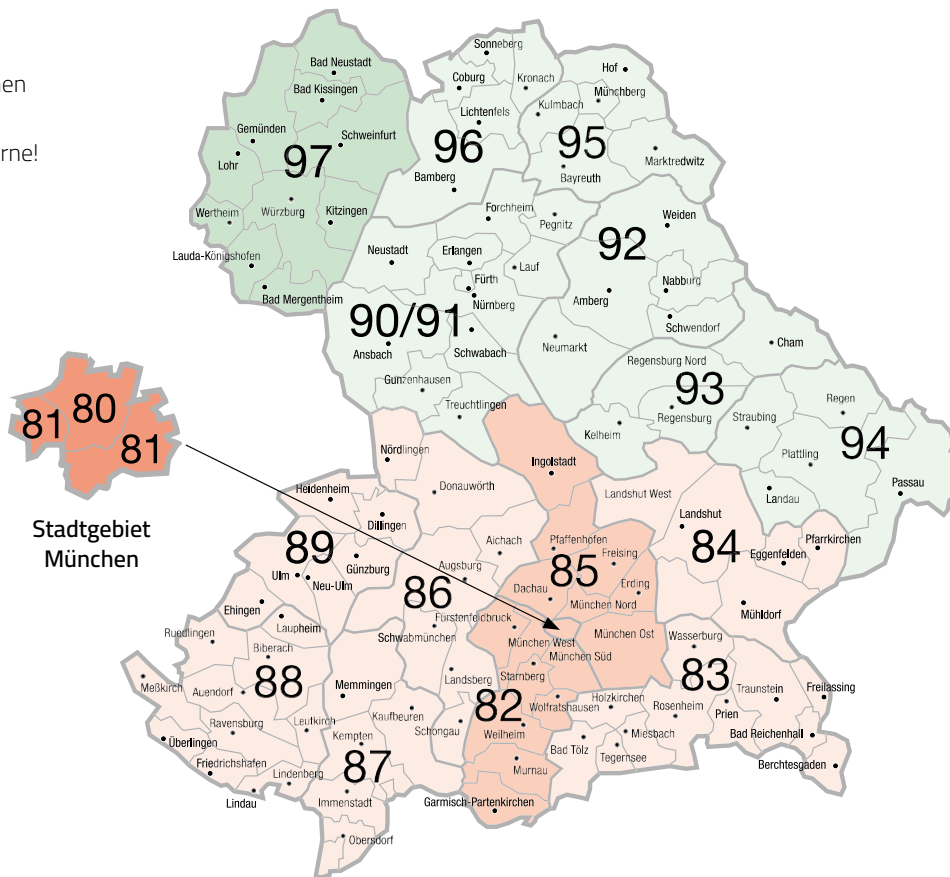 nen
rne!
Sonneberg
Bad Neustadt
Hof
Coburg
Kronach
Bad Kissingen
Münchberg
Kulmbach
Lichtenfels
Gemünden
Schweinfurt
97
96
95
Lohr
Marktredwitz
Bamberg
Bayreuth
Wertheim
Würzburg
Kitzingen
Forchheim
Pegnitz
Weiden
92
Neustadt
Erlangen
Lauda-Königshofen
Lauf
Fürth
Nabburg
Bad Mergentheim
Nürnberg
Amberg
90/91
Schwendorf
Ansbach
Schwabach
Neumarkt
Cham
Regensburg Nord
Gunzenhausen
93
Treuchtlingen
Regensburg
Straubing
Regen
81
80
81
Kelheim
94
Nördlingen
Plattling
Ingolstadt
Passau
Heidenheim
Donauwörth
Landshut West
Landau
Stadtgebiet
München
Dillingen
Landshut
Pfaffenhofen
Pfarrkirchen
89
Aichach
Freising
84
Eggenfelden
Günzburg
Augsburg
85
Ulm
Neu-Ulm
86
Dachau
Erding
München Nord
Ehingen
Mühldorf
Fürstenfeldbruck
Laupheim
Ruedlingen
Schwabmünchen
München West
München Ost
Wasserburg
Biberach
München Süd
Meßkirch
Auendorf
88
Landsberg
Starnberg
83
Memmingen
Traunstein
Freilassing
82
Wolfratshausen
Holzkirchen
Ravensburg
Leutkirch
Kaufbeuren
Rosenheim
Prien
Schongau
Weilheim
Miesbach
Bad Reichenhall
Überlingen
Kempten
Bad Tölz
Tegernsee
Friedrichshafen
87
Murnau
Berchtesgaden
Lindenberg
Lindau
Immenstadt
Garmisch-Partenkirchen
Obersdorf